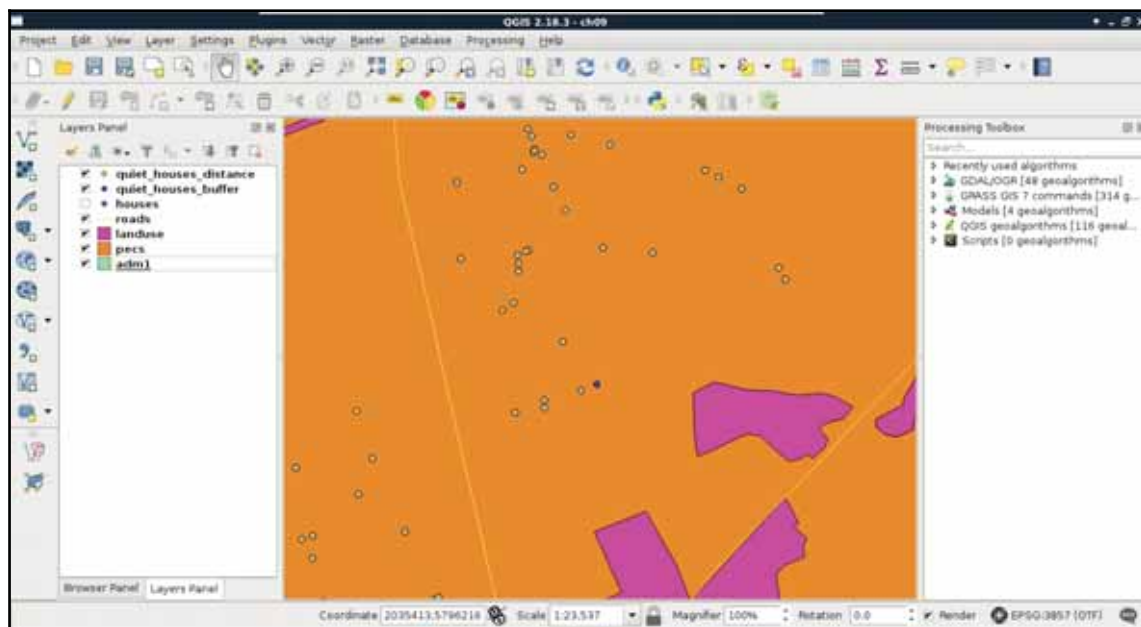 QGIS 2.18.3 - ch09
Project Edit View Layer Settings Plugins Vector Raster Database Processing Help
Layers Panel
quiet_houses_distance
quiet_houses_buffer
houses
roads
landuse
pecs
adm1
Browser Panel Layers Panel
Processing Toolbox
Search...
Recently used algorithms
GDAL/OGR [48 geoalgorithms]
GRASS GIS 7 commands [314 g...
Models [4 geoalgorithms]
QGIS geoalgorithms [116 geoal...
Scripts [0 geoalgorithms]
Coordinate 2035413,5796216 Scale 1:23,537 Magnifier 100% Rotation 0.0 Render EPSG:3857 (OTF)